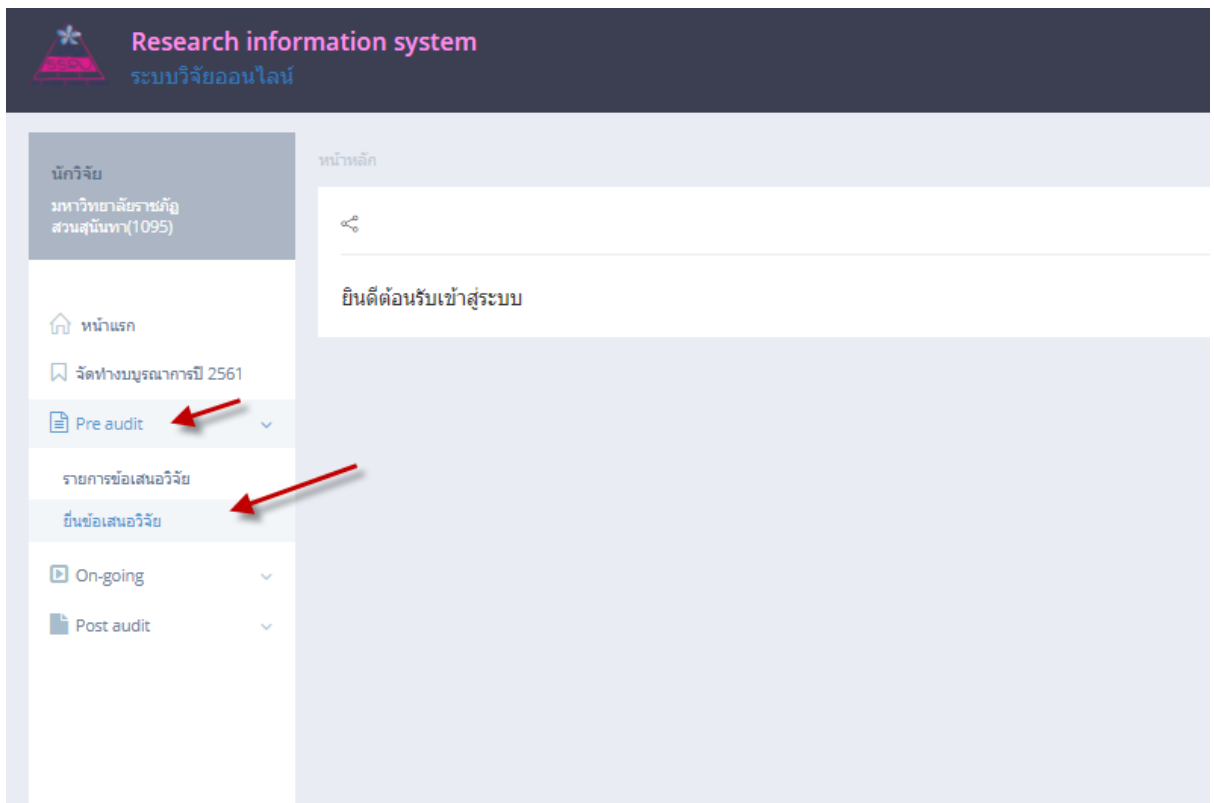 Research information system
ระบบวิจัยออนไลน์
SSRU
นักวิจัย
มหาวิทยาลัยราชภัฏ
สวนสุนันทา(1095)
หน้าหลัก
ยินดีต้อนรับเข้าสู่ระบบ
หน้าแรก
จัดทำงบบูรณาการปี 2561
Pre audit
รายการข้อเสนอวิจัย
ยื่นข้อเสนอวิจัย
On-going
Post audit